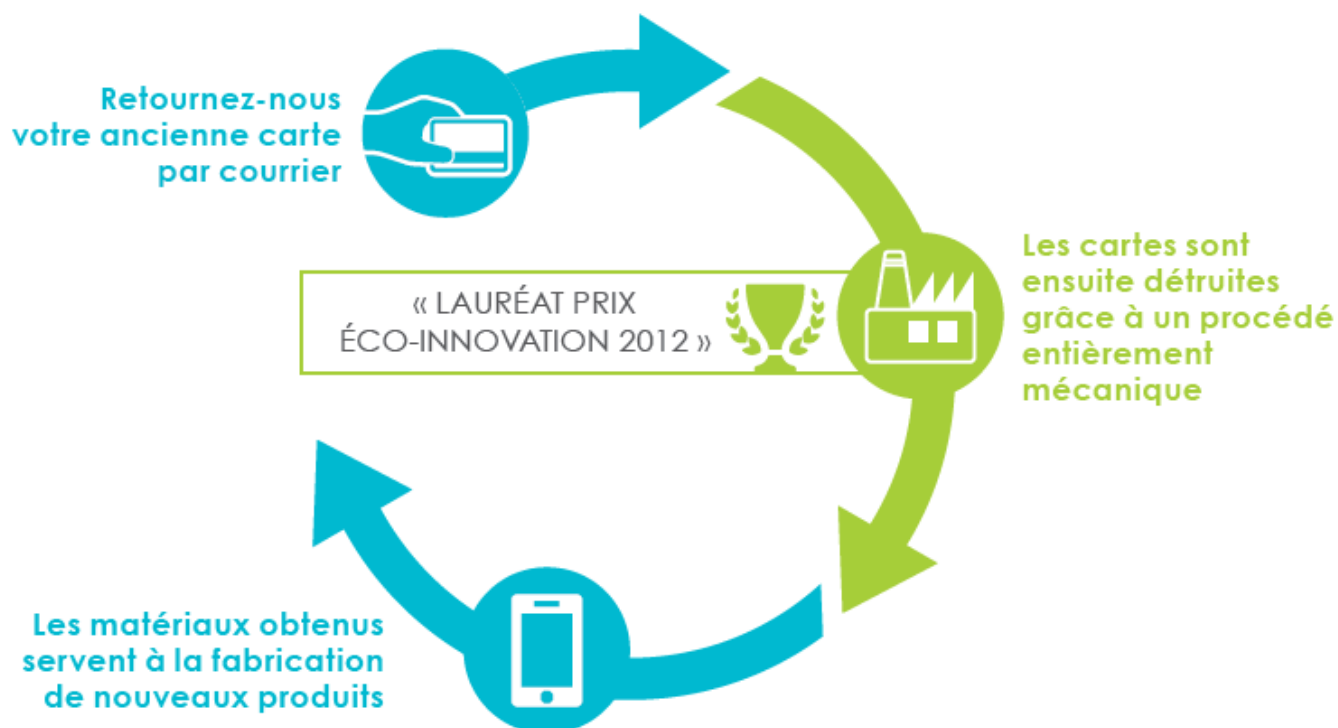 Retournez-nous
votre ancienne carte
par courrier
Les cartes sont
ensuite détruites
grâce à un procédé
entièrement
mécanique
« LAURÉAT PRIX
ÉCO-INNOVATION 2012 »
Les matériaux obtenus
servent à la fabrication
de nouveaux produits